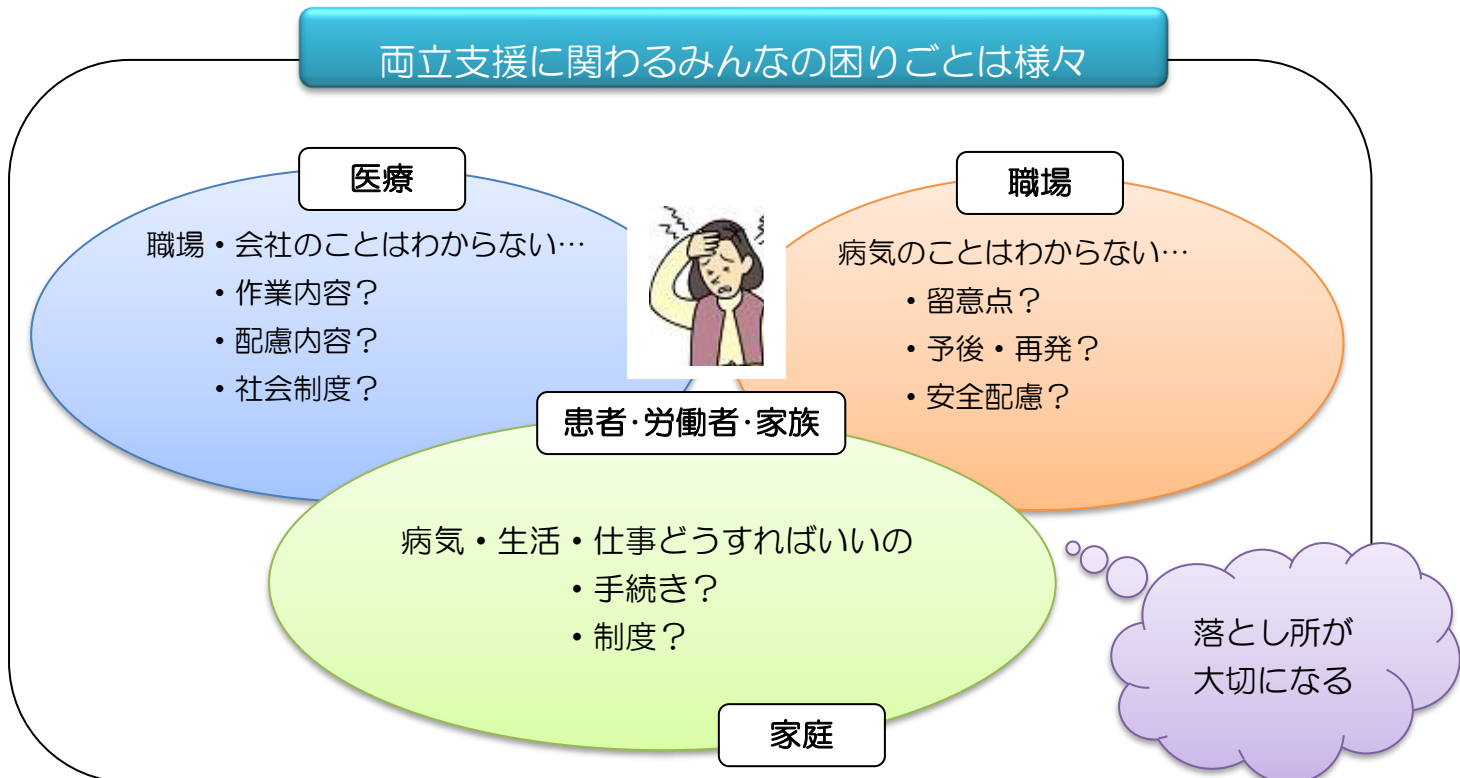 両立支援に関わるみんなの困りごとは様々
医療
職場・会社のことはわからない…
・作業内容？
・配慮内容？
・社会制度？
職場
病気のことはわからない…
・留意点？
・予後・再発？
・安全配慮？
患者･労働者･家族
病気・生活・仕事どうすればいいの
・手続き？
・制度？
家庭
落とし所が
大切になる